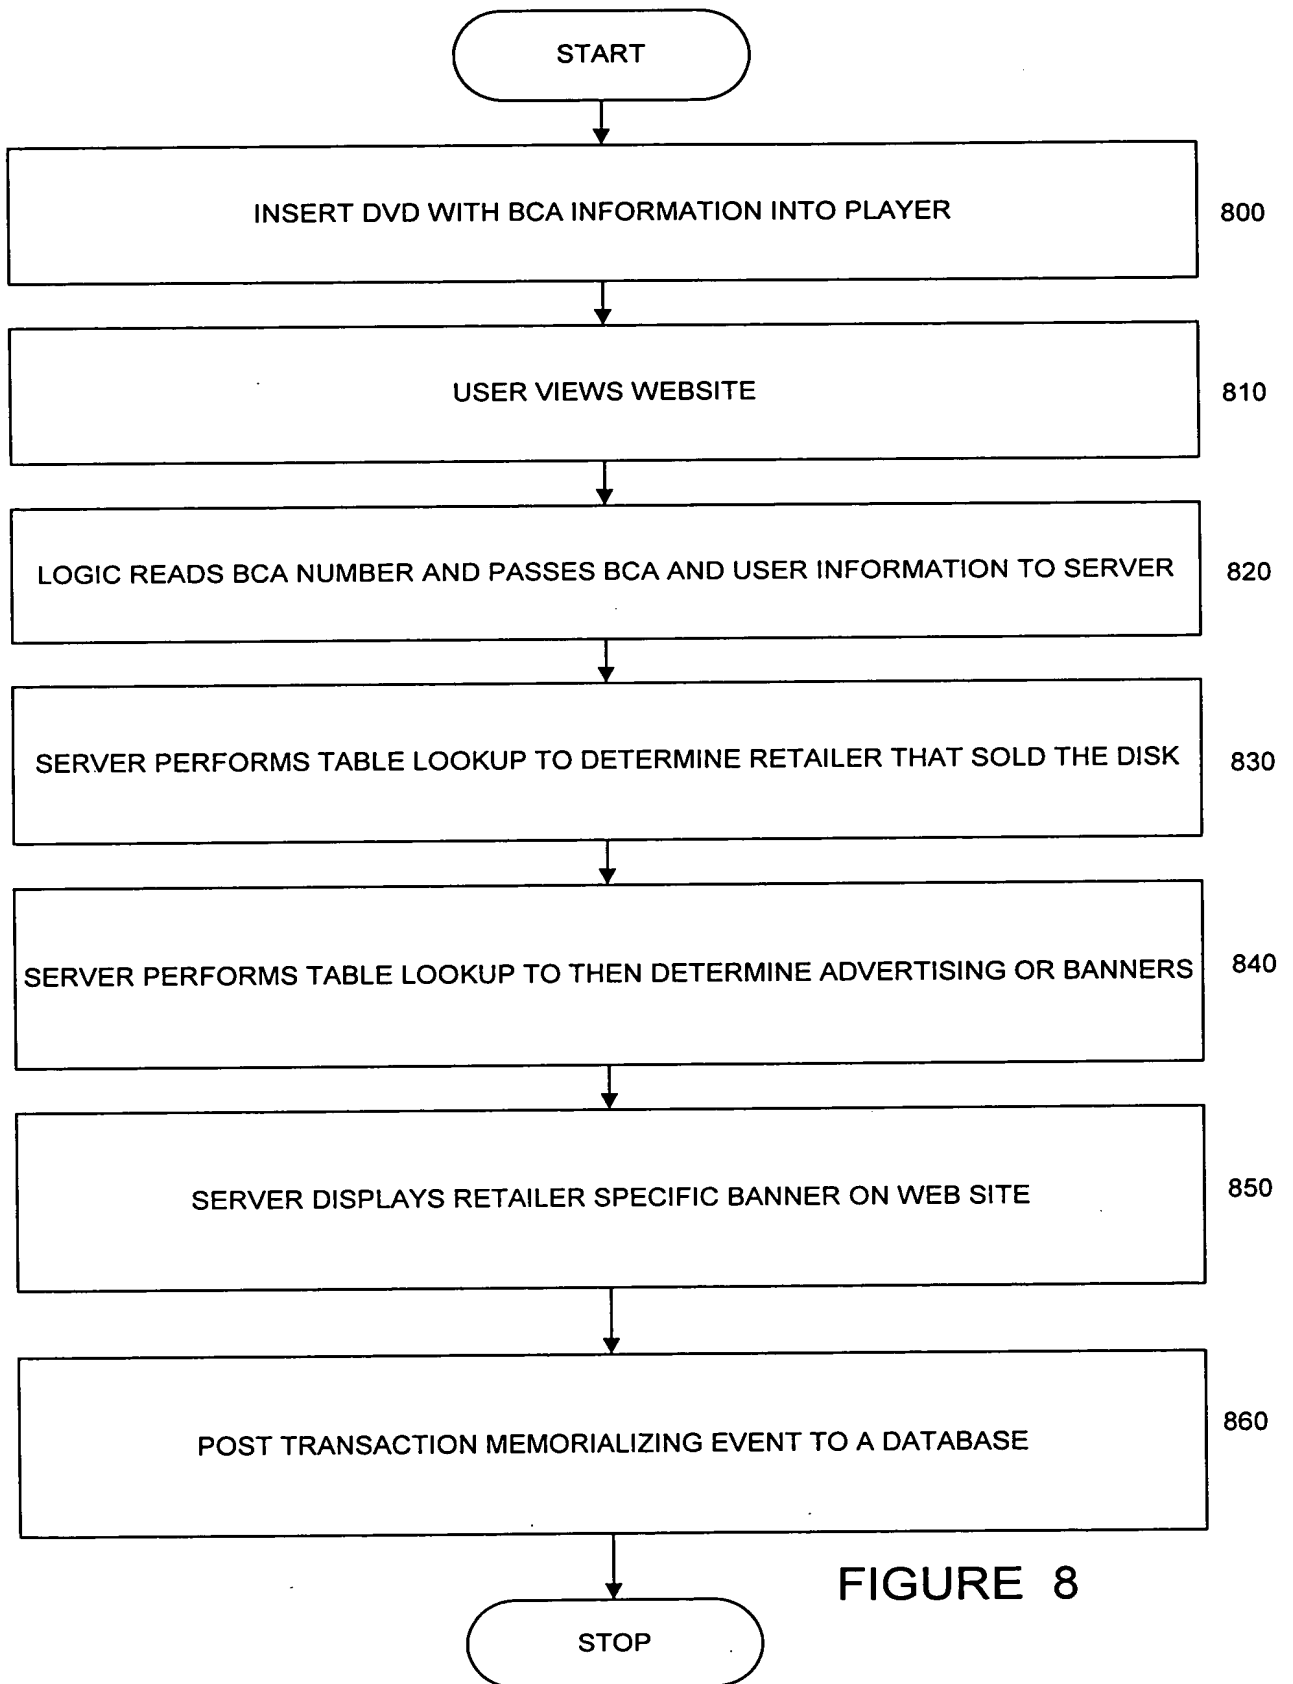 START
INSERT DVD WITH BCA INFORMATION INTO PLAYER
800
USER VIEWS WEBSITE
810
LOGIC READS BCA NUMBER AND PASSES BCA AND USER INFORMATION TO SERVER
820
SERVER PERFORMS TABLE LOOKUP TO DETERMINE RETAILER THAT SOLD THE DISK
830
SERVER PERFORMS TABLE LOOKUP TO THEN DETERMINE ADVERTISING OR BANNERS
840
SERVER DISPLAYS RETAILER SPECIFIC BANNER ON WEB SITE
850
POST TRANSACTION MEMORIALIZING EVENT TO A DATABASE
860
FIGURE 8
STOP